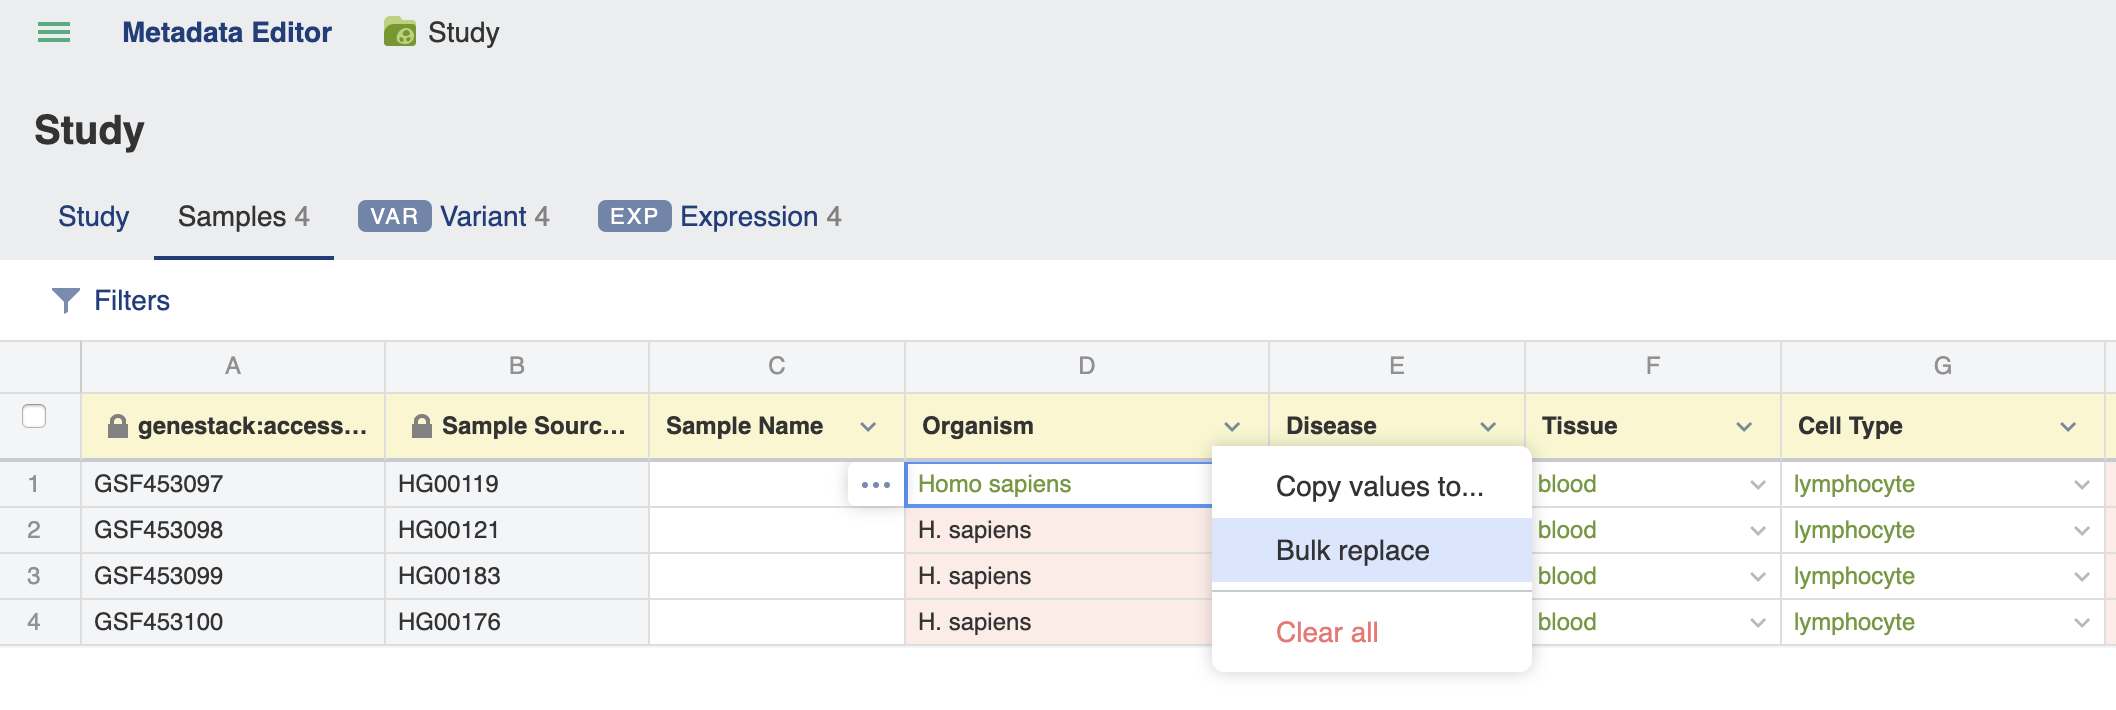 Metadata Editor Study
Study
Study Samples 4 VAR Variant 4 EXP Expression 4
Filters
A B C D E F G
genestack:access... Sample Sourc... Sample Name Organism Disease Tissue Cell Type
1 GSF453097 HG00119 ••• Homo sapiens blood lymphocyte
Copy values to...
2 GSF453098 HG00121 H. sapiens blood lymphocyte
Bulk replace
3 GSF453099 HG00183 H. sapiens blood lymphocyte
4 GSF453100 HG00176 H. sapiens blood lymphocyte
Clear all